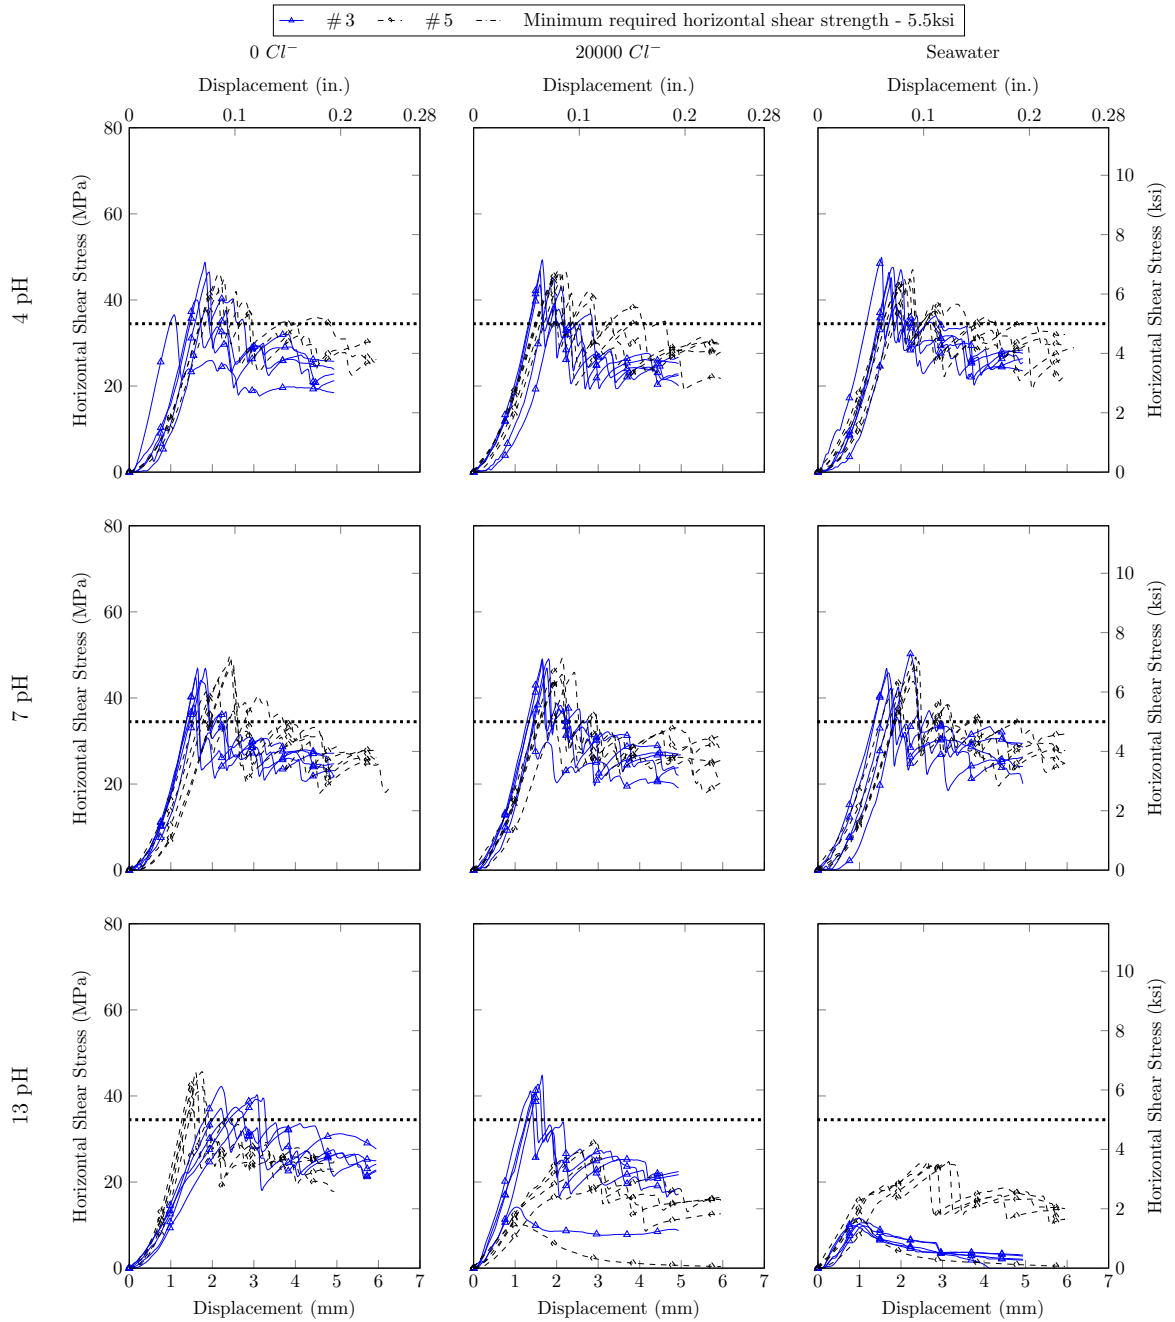 #3 #5 Minimum required horizontal shear strength - 5.5ksi
0 Cl⁻ 20000 Cl⁻ Seawater
Displacement (in.) Displacement (in.) Displacement (in.)
0 0.1 0.2 0.28 0 0.1 0.2 0.28 0 0.1 0.2 0.28
4 pH
Horizontal Shear Stress (MPa)
80
60
40
20
0
10
8
6
4
2
0
Horizontal Shear Stress (ksi)
7 pH
Horizontal Shear Stress (MPa)
80
60
40
20
0
10
8
6
4
2
0
Horizontal Shear Stress (ksi)
13 pH
Horizontal Shear Stress (MPa)
80
60
40
20
0
10
8
6
4
2
0
Horizontal Shear Stress (ksi)
0 1 2 3 4 5 6 7 0 1 2 3 4 5 6 7 0 1 2 3 4 5 6 7
Displacement (mm) Displacement (mm) Displacement (mm)